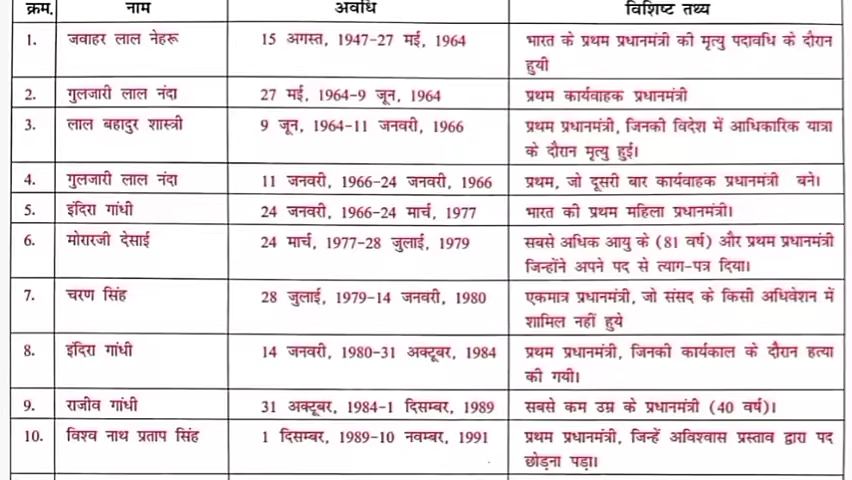 क्रम. नाम अवधि विशिष्ट तथ्य
1. जवाहर लाल नेहरू 15 अगस्त, 1947-27 मई, 1964 भारत के प्रथम प्रधानमंत्री की मृत्यु पदावधि के दौरान
हुयी
2. गुलजारी लाल नंदा 27 मई, 1964-9 जून, 1964 प्रथम कार्यवाहक प्रधानमंत्री
3. लाल बहादुर शास्त्री 9 जून, 1964-11 जनवरी, 1966 प्रथम प्रधानमंत्री, जिनकी विदेश में आधिकारिक यात्रा
के दौरान मृत्यु हुई।
4. गुलजारी लाल नंदा 11 जनवरी, 1966-24 जनवरी, 1966 प्रथम, जो दूसरी बार कार्यवाहक प्रधानमंत्री बने।
5. इंदिरा गांधी 24 जनवरी, 1966-24 मार्च, 1977 भारत की प्रथम महिला प्रधानमंत्री।
6. मोरारजी देसाई 24 मार्च, 1977-28 जुलाई, 1979 सबसे अधिक आयु के (81 वर्ष) और प्रथम प्रधानमंत्री
जिन्होंने अपने पद से त्याग-पत्र दिया।
7. चरण सिंह 28 जुलाई, 1979-14 जनवरी, 1980 एकमात्र प्रधानमंत्री, जो संसद के किसी अधिवेशन में
शामिल नहीं हुये
8. इंदिरा गांधी 14 जनवरी, 1980-31 अक्टूबर, 1984 प्रथम प्रधानमंत्री, जिनकी कार्यकाल के दौरान हत्या
की गयी।
9. राजीव गांधी 31 अक्टूबर, 1984-1 दिसम्बर, 1989 सबसे कम उम्र के प्रधानमंत्री (40 वर्ष)।
10. विश्व नाथ प्रताप सिंह 1 दिसम्बर, 1989-10 नवम्बर, 1991 प्रथम प्रधानमंत्री, जिन्हें अविश्वास प्रस्ताव द्वारा पद
छोड़ना पड़ा।